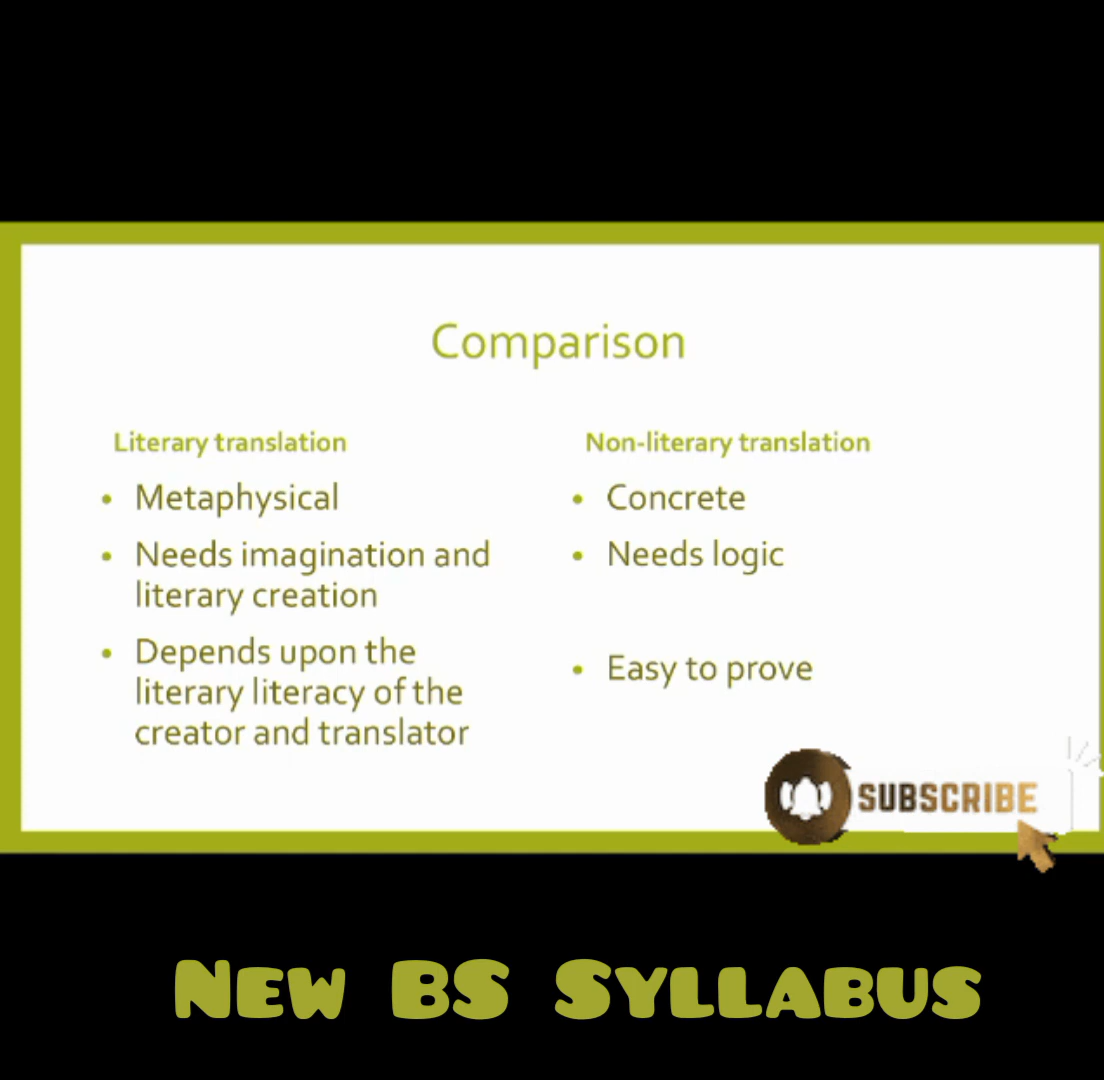 Comparison
Literary translation
• Metaphysical
• Needs imagination and
literary creation
• Depends upon the
literary literacy of the
creator and translator
Non-literary translation
• Concrete
• Needs logic
• Easy to prove
SUBSCRIBE
New BS Syllabus